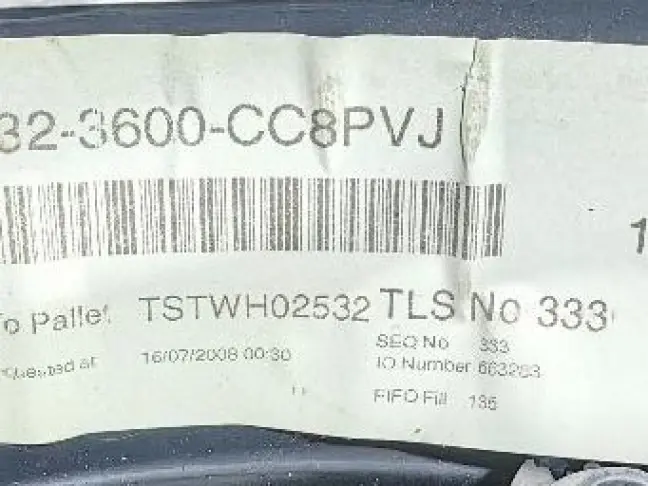 32-3600-CC8PVJ
1
To Pallet TSTWH02532 TLS No 333
SEQ No 333
16/07/2008 00:30
IO Number 663283
FIFO Fill 135